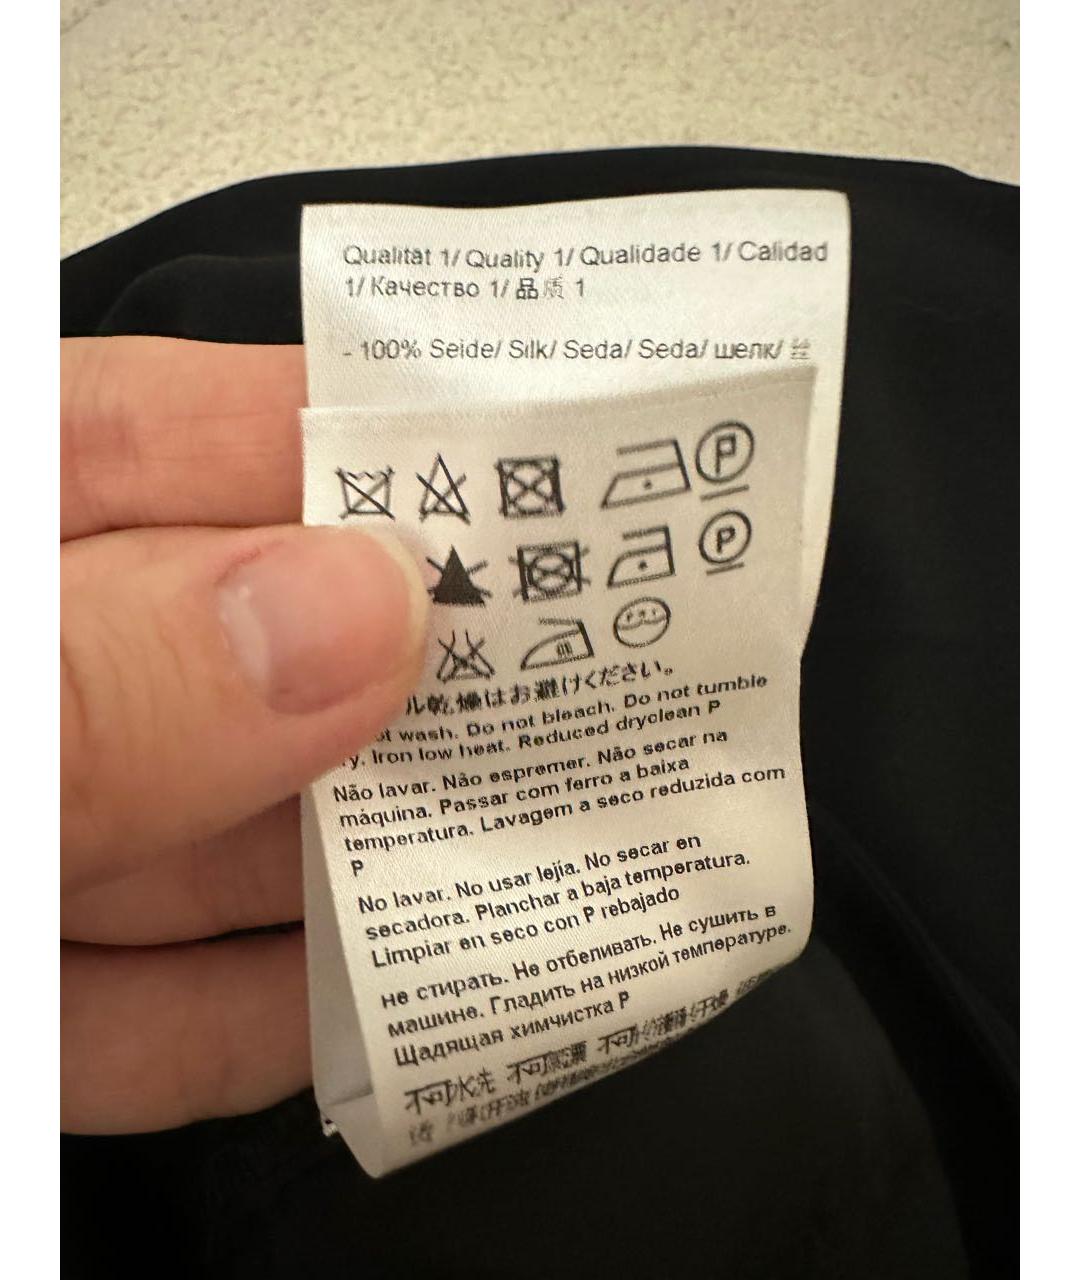 Qualität 1/ Quality 1/ Qualidade 1/ Calidad
1/ Качество 1/ 品质 1
- 100% Seide/ Silk/ Seda/ Seda/ шелк/
P
P
ル乾燥はお避けください。
wash. Do not bleach. Do not tumble
Iron low heat. Reduced dryclean P
Não lavar. Não espremer. Não secar na
máquina. Passar com ferro a baixa
temperatura. Lavagem a seco reduzida com
P
No lavar. No usar lejía. No secar en
secadora. Planchar a baja temperatura.
Limpiar en seco con P rebajado
не стирать. Не отбеливать. Не сушить в
машине. Гладить на низкой температуре.
Щадящая химчистка P
不可水洗 不可